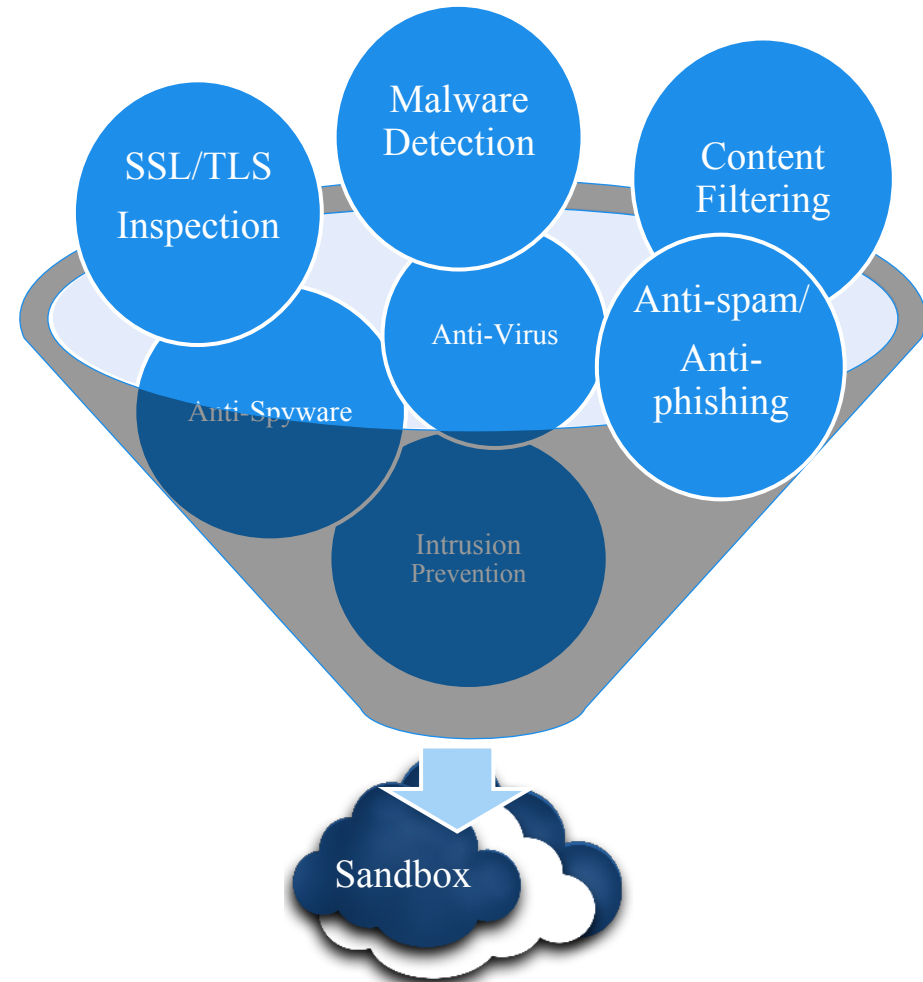 Malware
Detection
SSL/TLS
Inspection
Content
Filtering
Anti-Virus
Anti-spam/
Anti-
phishing
Anti-Spyware
Intrusion
Prevention
Sandbox